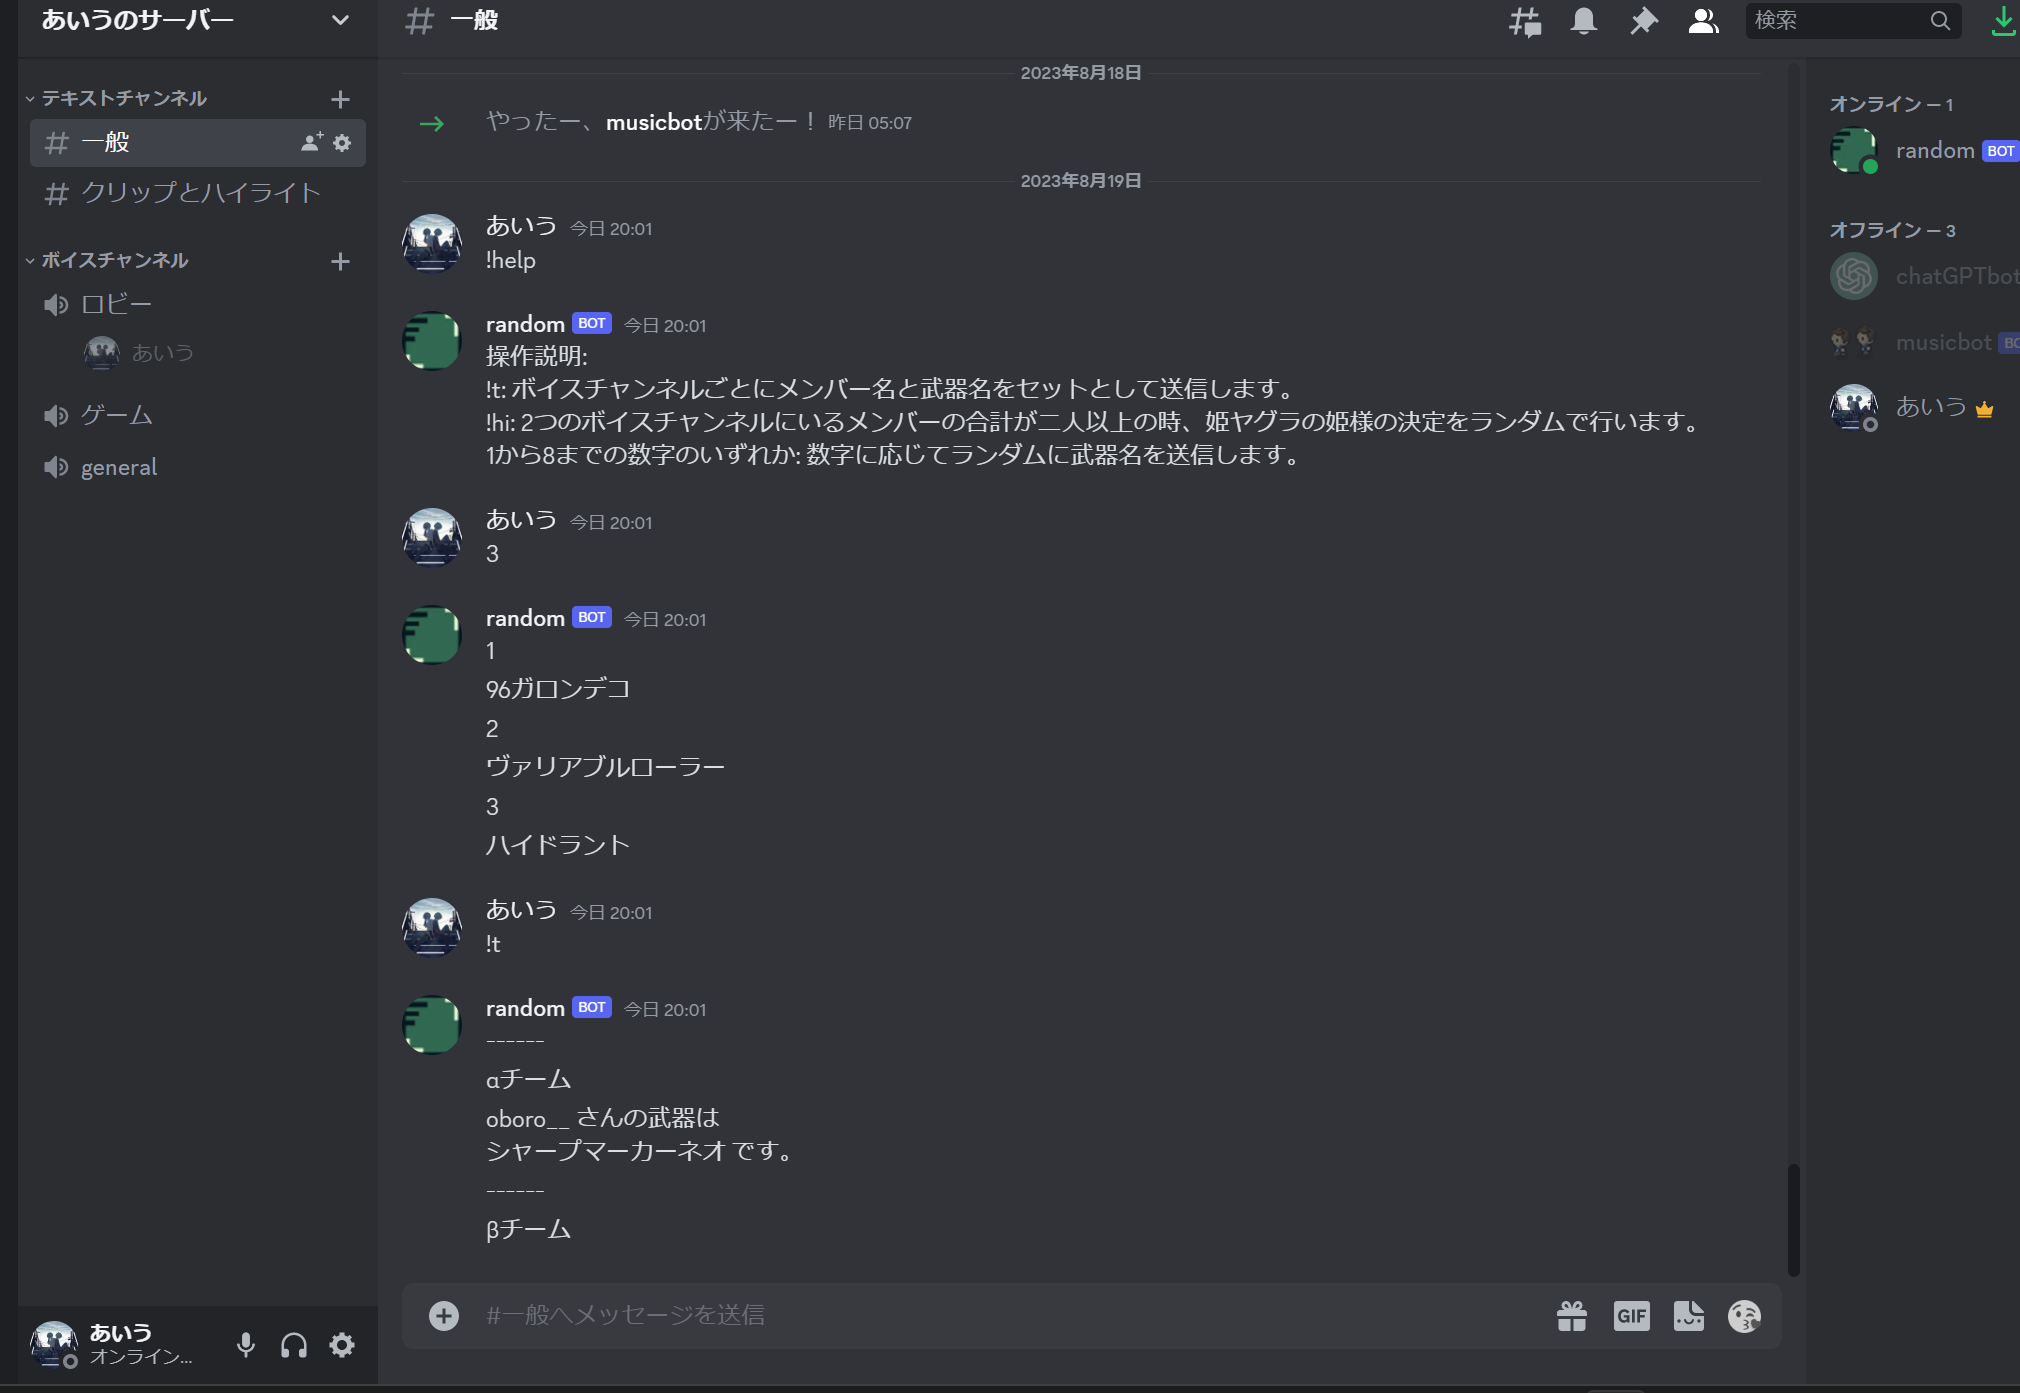 あいうのサーバー
テキストチャンネル
一般
クリップとハイライト
ボイスチャンネル
ロビー
あいう
ゲーム
general
あいう
オンライン...
一般
検索
2023年8月18日
やったー、musicbotが来たー！ 昨日 05:07
2023年8月19日
あいう 今日 20:01
!help
random BOT 今日 20:01
操作説明:
!t: ボイスチャンネルごとにメンバー名と武器名をセットとして送信します。
!hi: 2つのボイスチャンネルにいるメンバーの合計が二人以上の時、姫ヤグラの姫様の決定をランダムで行います。
1から8までの数字のいずれか: 数字に応じてランダムに武器名を送信します。
あいう 今日 20:01
3
random BOT 今日 20:01
1
96ガロンデコ
2
ヴァリアブルローラー
3
ハイドラント
あいう 今日 20:01
!t
random BOT 今日 20:01
------
αチーム
oboro__ さんの武器は
シャープマーカーネオ です。
------
βチーム
#一般へメッセージを送信
GIF
オンライン – 1
random BOT
オフライン – 3
chatGPTbot
musicbot BO
あいう